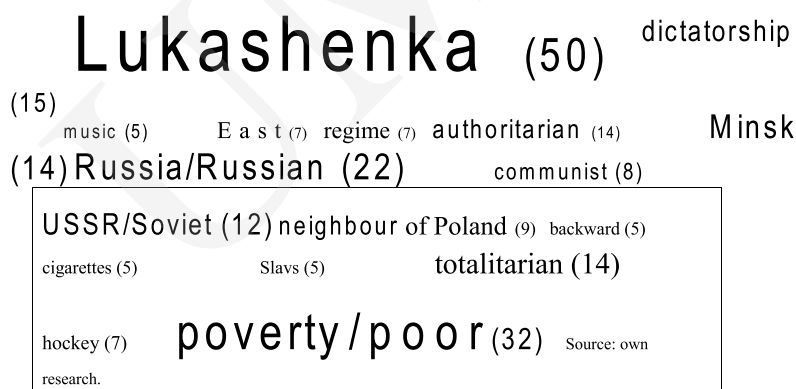 Lukashenka (50) dictatorship
(15)
music (5) East (7) regime (7) authoritarian (14) Minsk
(14) Russia/Russian (22) communist (8)
USSR/Soviet (12) neighbour of Poland (9) backward (5)
cigarettes (5) Slavs (5) totalitarian (14)
hockey (7) poverty/poor (32) Source: own
research.